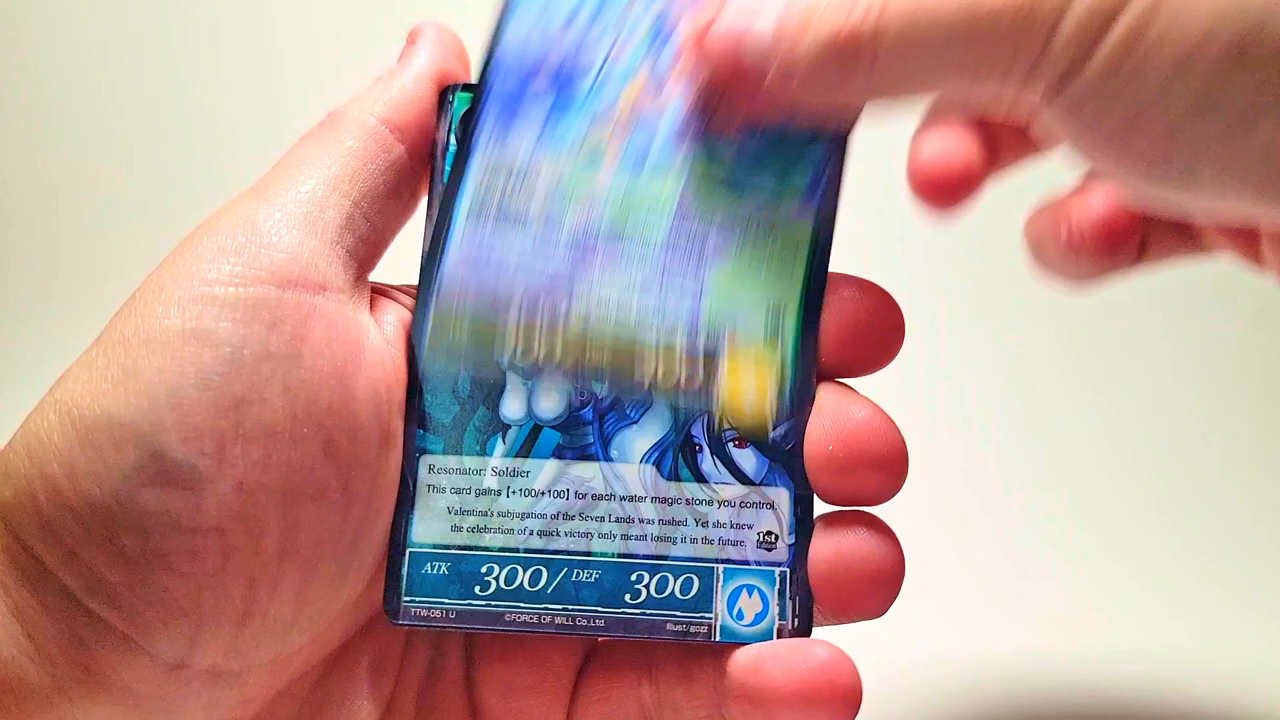 Resonator: Soldier
This card gains【+100/+100】for each water magic stone you control.
Valentina's subjugation of the Seven Lands was rushed. Yet she knew
the celebration of a quick victory only meant losing it in the future.
1st
Edition
ATK 300/ DEF 300
TTW-051 U ©FORCE OF WILL Co.,Ltd. Illust/gozz